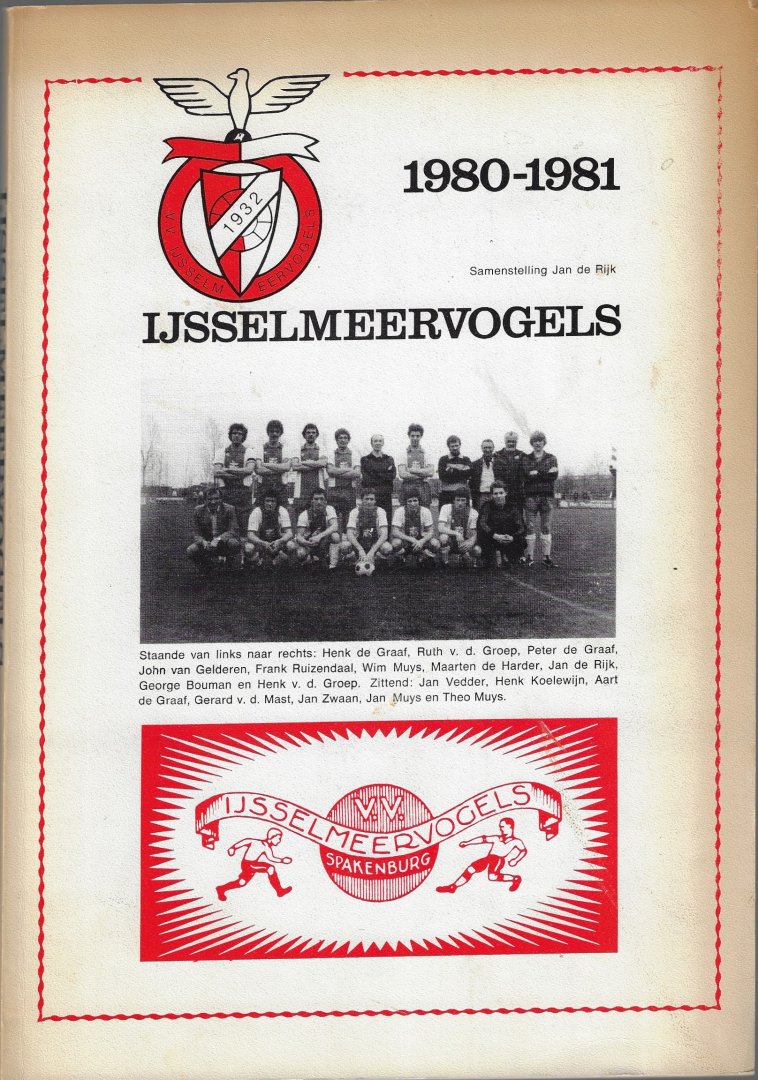 1932
VV IJSSELMEERVOGELS
1980-1981
Samenstelling Jan de Rijk
IJSSELMEERVOGELS
Staande van links naar rechts: Henk de Graaf, Ruth v. d. Groep, Peter de Graaf,
John van Gelderen, Frank Ruizendaal, Wim Muys, Maarten de Harder, Jan de Rijk,
George Bouman en Henk v. d. Groep. Zittend: Jan Vedder, Henk Koelewijn, Aart
de Graaf, Gerard v. d. Mast, Jan Zwaan, Jan Muys en Theo Muys.
V.V.
IJSSELMEERVOGELS
SPAKENBURG